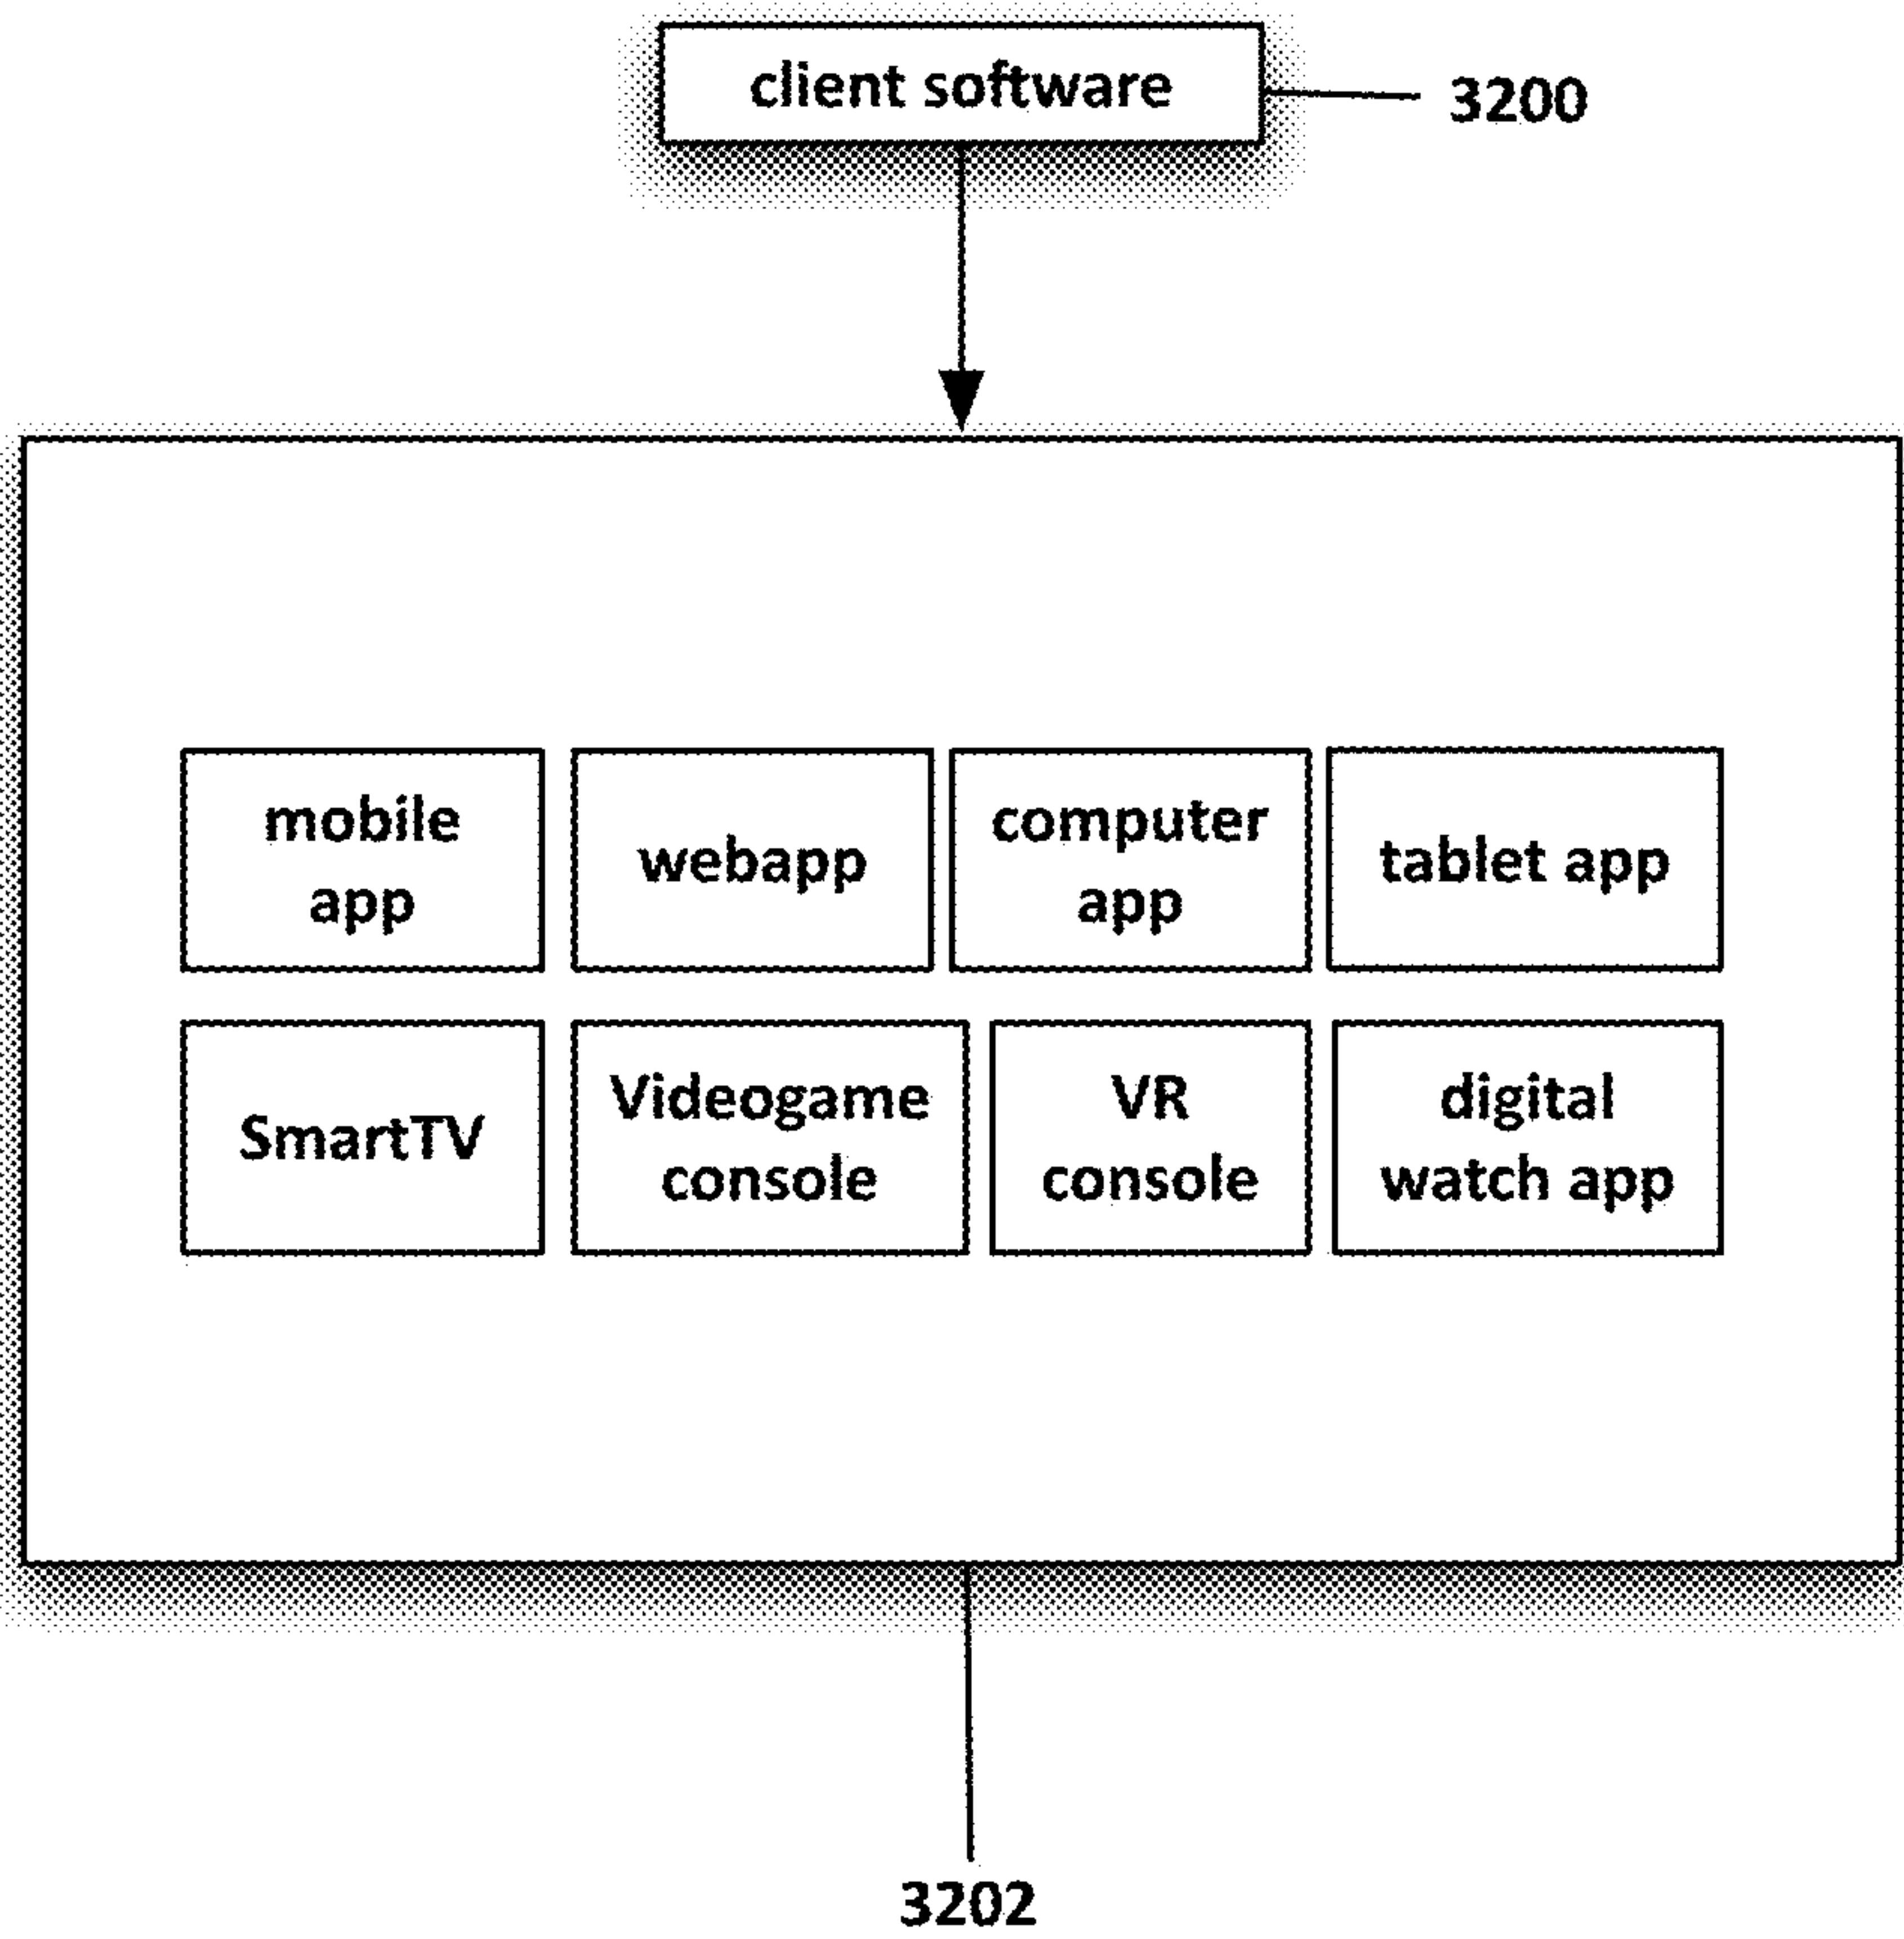 client software
3200
mobile
app
webapp
computer
app
tablet app
SmartTV
Videogame
console
VR
console
digital
watch app
3202